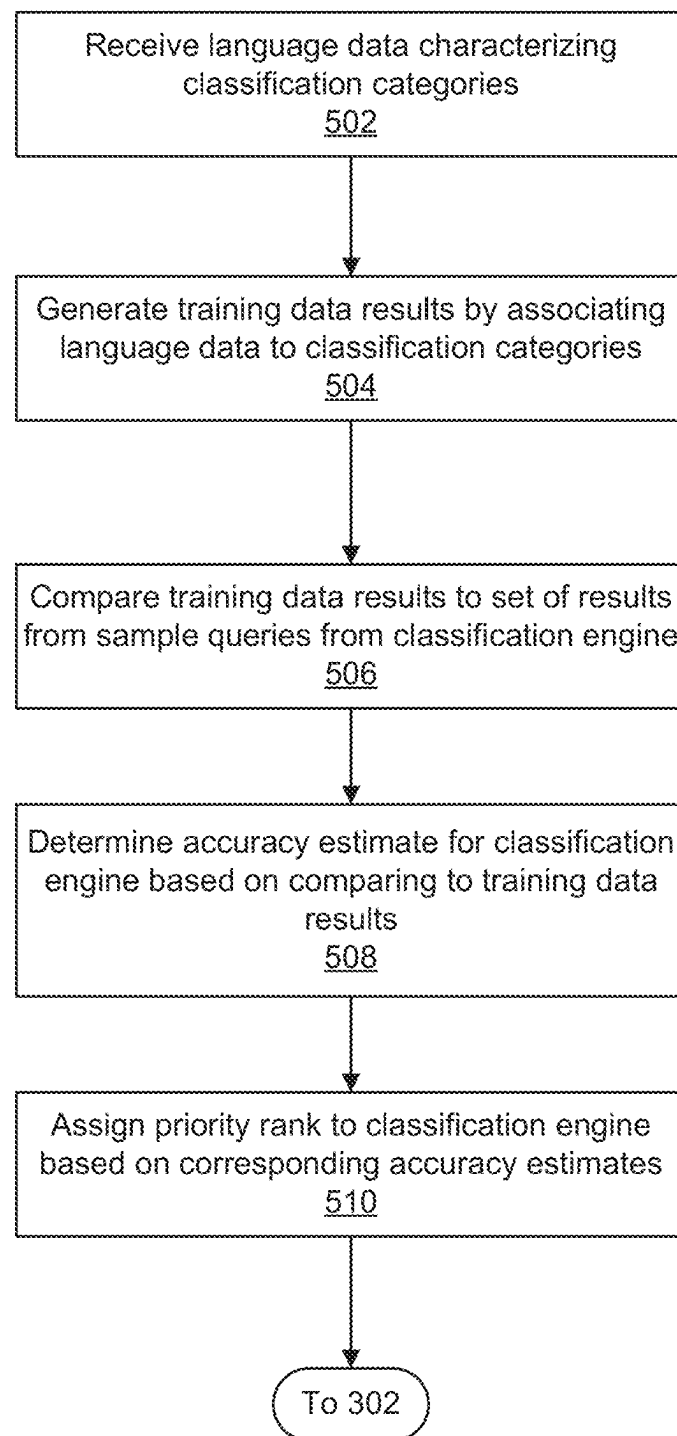 Receive language data characterizing
classification categories
502
Generate training data results by associating
language data to classification categories
504
Compare training data results to set of results
from sample queries from classification engine
506
Determine accuracy estimate for classification
engine based on comparing to training data
results
508
Assign priority rank to classification engine
based on corresponding accuracy estimates
510
To 302